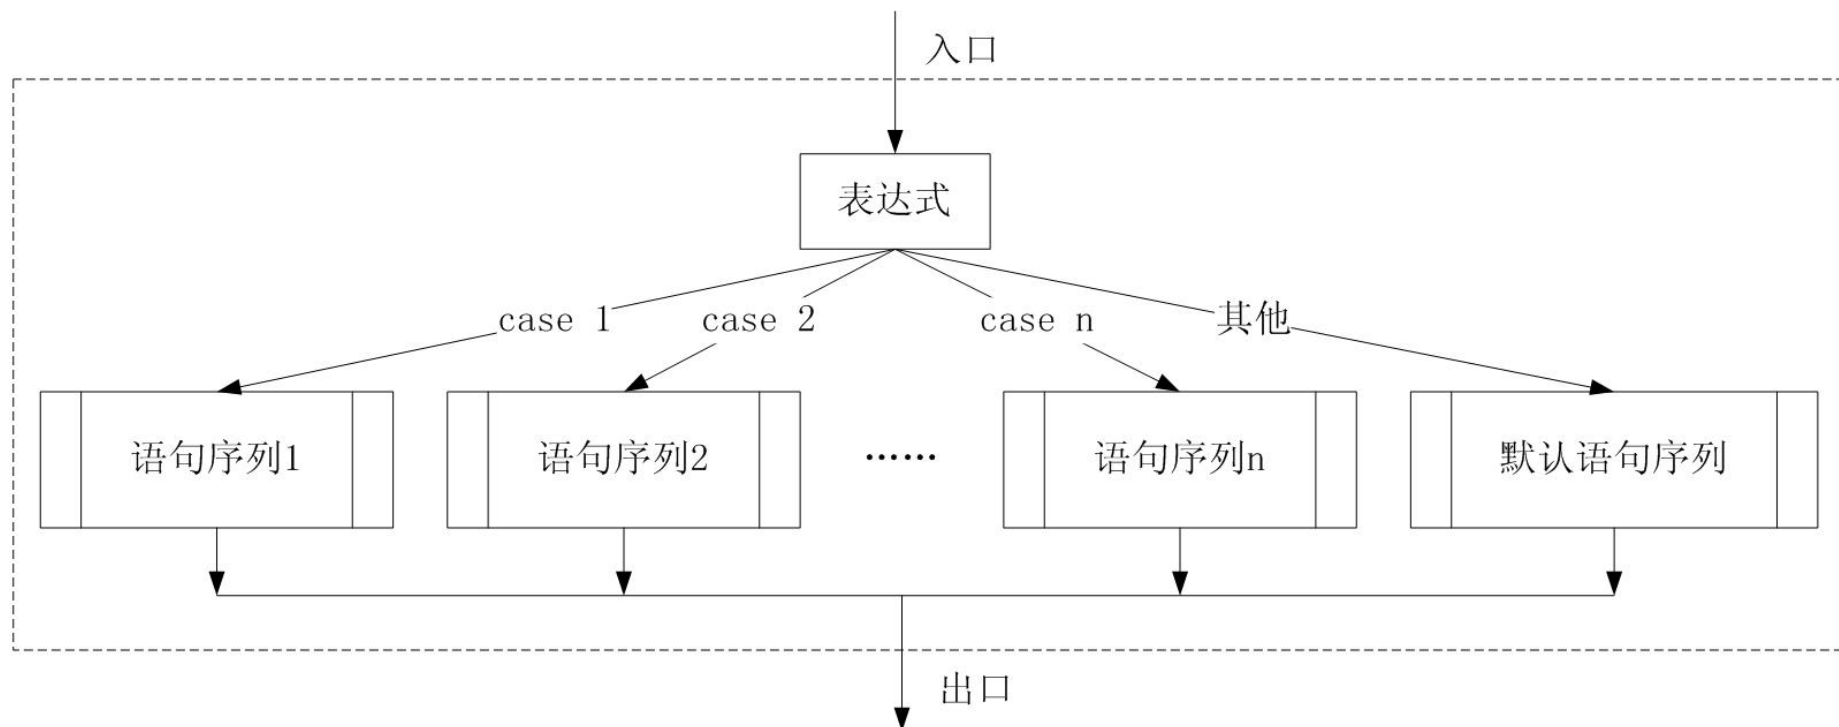 入口
表达式
case 1
case 2
case n
其他
语句序列1
语句序列2
……
语句序列n
默认语句序列
出口